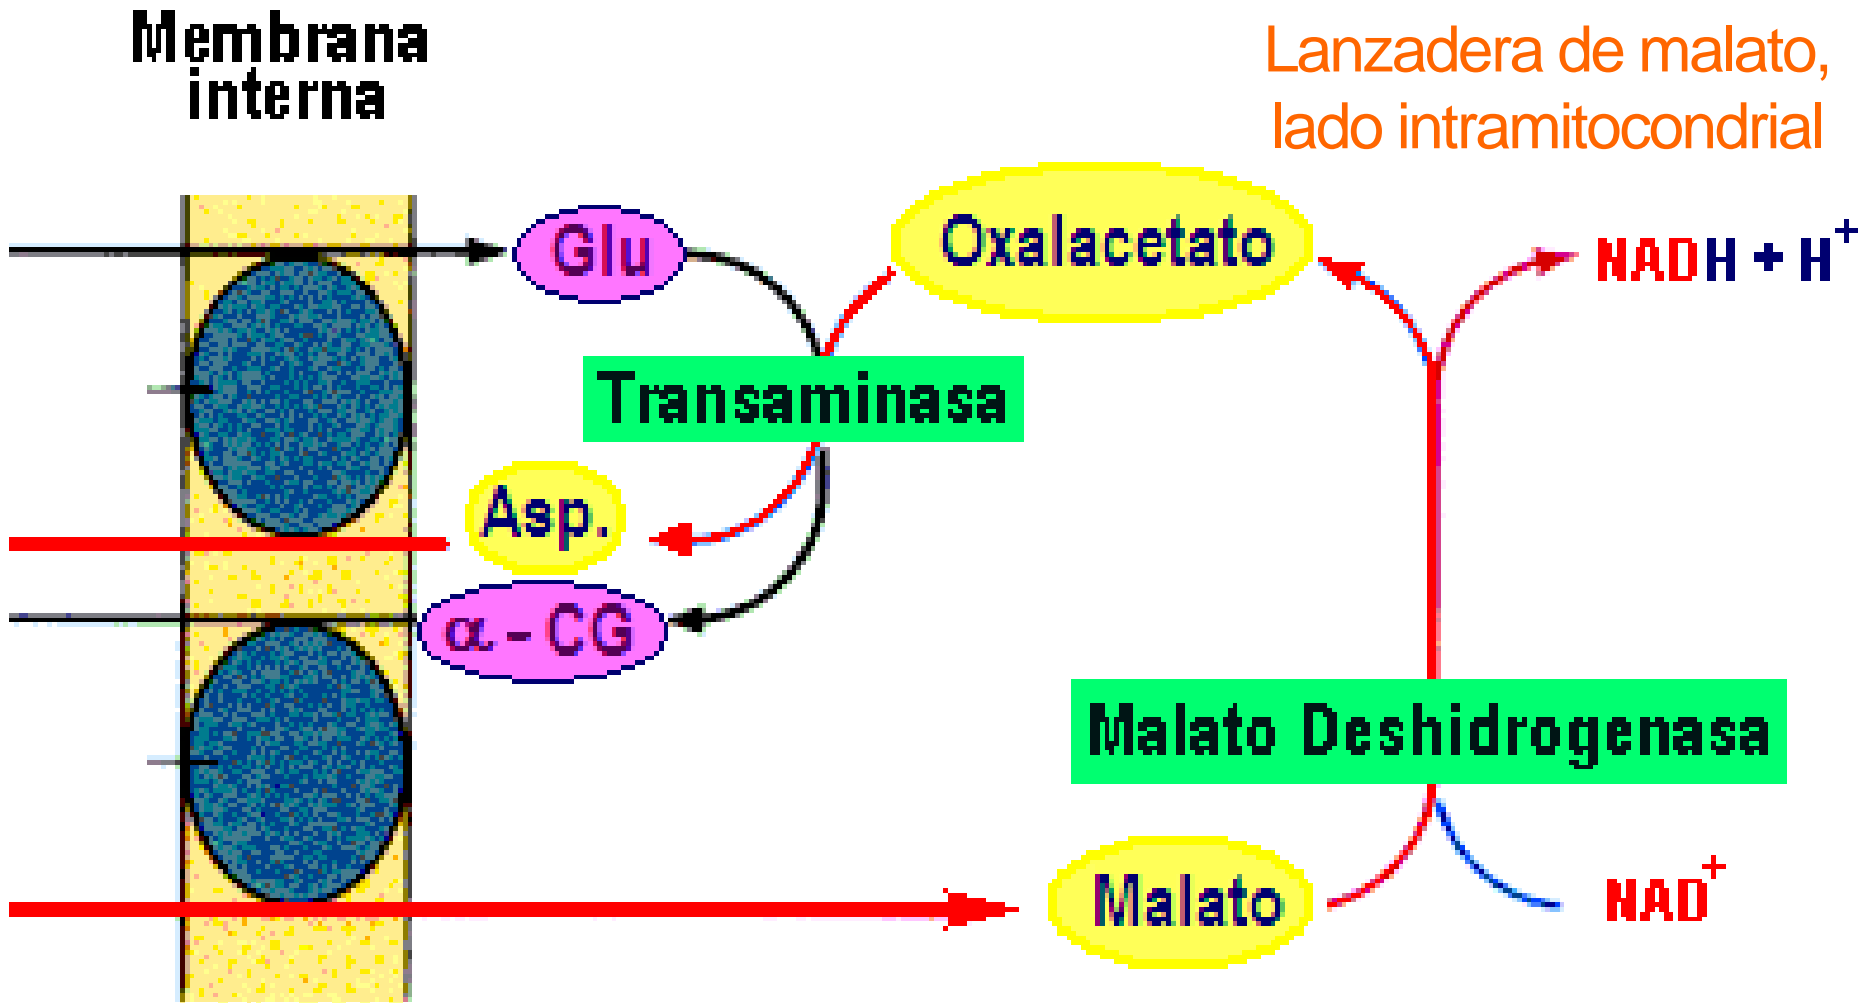 Membrana
interna
Lanzadera de malato,
lado intramitocondrial
Glu
Oxalacetato
NADH + H+
Transaminasa
Asp.
α - CG
Malato Deshidrogenasa
Malato
NAD+